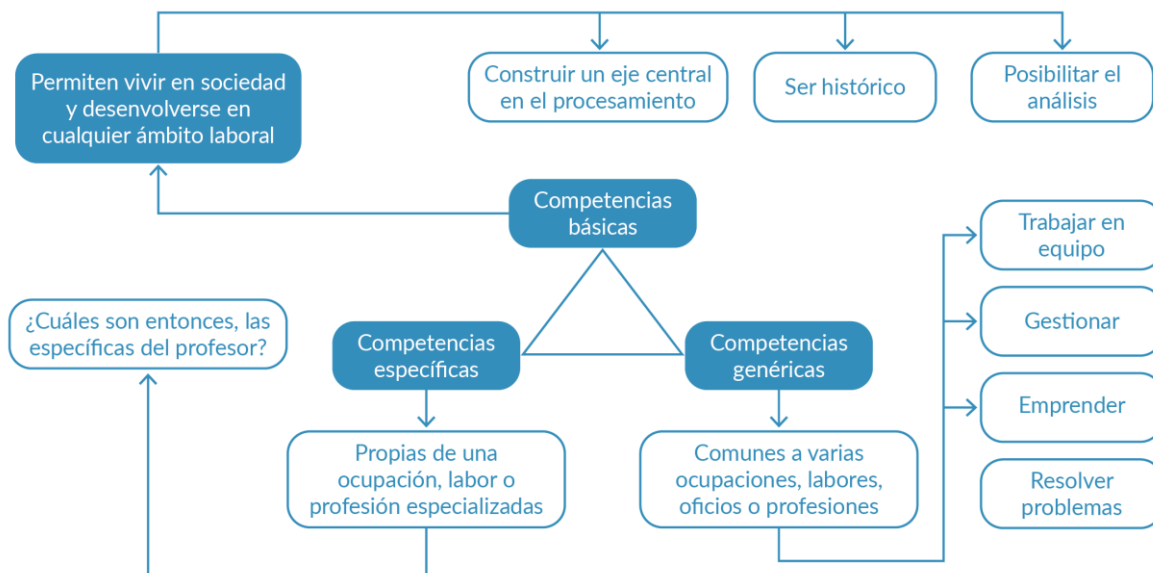 Permiten vivir en sociedad
y desenvolverse en
cualquier ámbito laboral
Construir un eje central
en el procesamiento
Ser histórico
Posibilitar el
análisis
Competencias
básicas
Trabajar en
equipo
¿Cuáles son entonces, las
específicas del profesor?
Competencias
específicas
Competencias
genéricas
Gestionar
Emprender
Propias de una
ocupación, labor o
profesión especializadas
Comunes a varias
ocupaciones, labores,
oficios o profesiones
Resolver
problemas